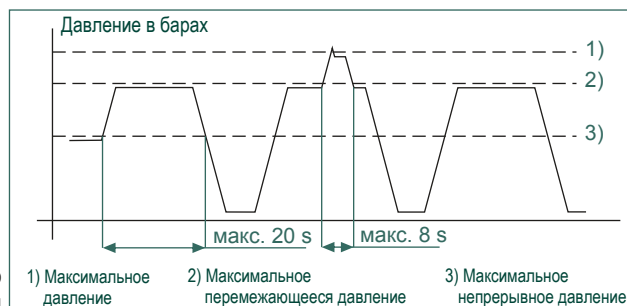 Давление в барах
1)
2)
3)
макс. 20 s
макс. 8 s
1) Максимальное давление
2) Максимальное перемежающееся давление
3) Максимальное непрерывное давление